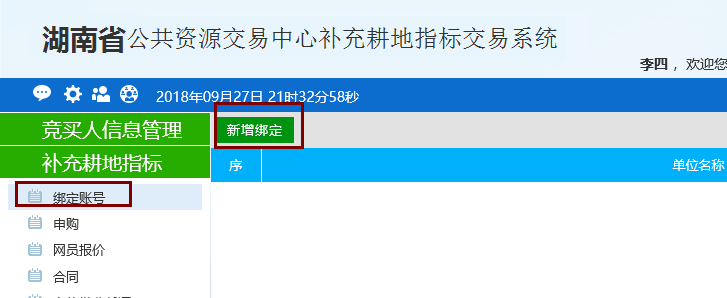 湖南省公共资源交易中心补充耕地指标交易系统
李四 ，欢迎您
2018年09月27日 21时32分58秒
竞买人信息管理
新增绑定
补充耕地指标
序
单位名称
绑定账号
申购
网员报价
合同